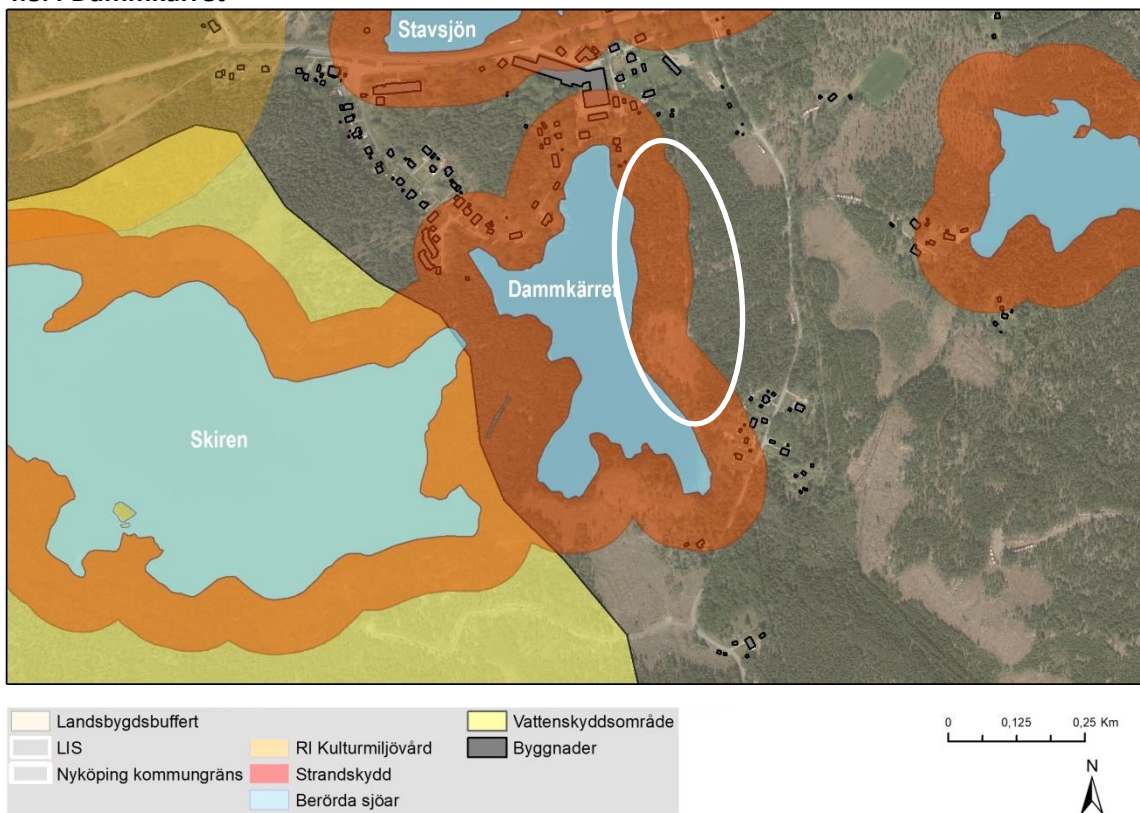 Stavsjön
Dammkärret
Skiren
Landsbygdsbuffert
LIS
Nyköping kommungräns
RI Kulturmiljövård
Strandskydd
Berörda sjöar
Vattenskyddsområde
Byggnader
0 0,125 0,25 Km
N